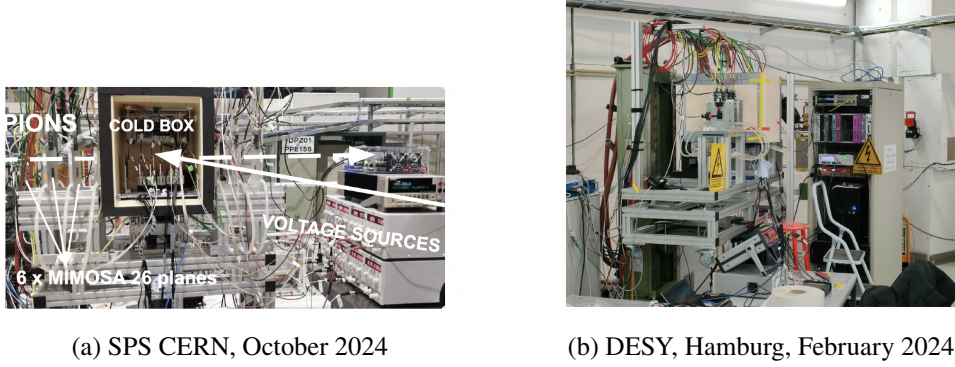 PIONS
COLD BOX
DPZ01
PPE156
VOLTAGE SOURCES
6 x MIMOSA 26 planes
(a) SPS CERN, October 2024
(b) DESY, Hamburg, February 2024